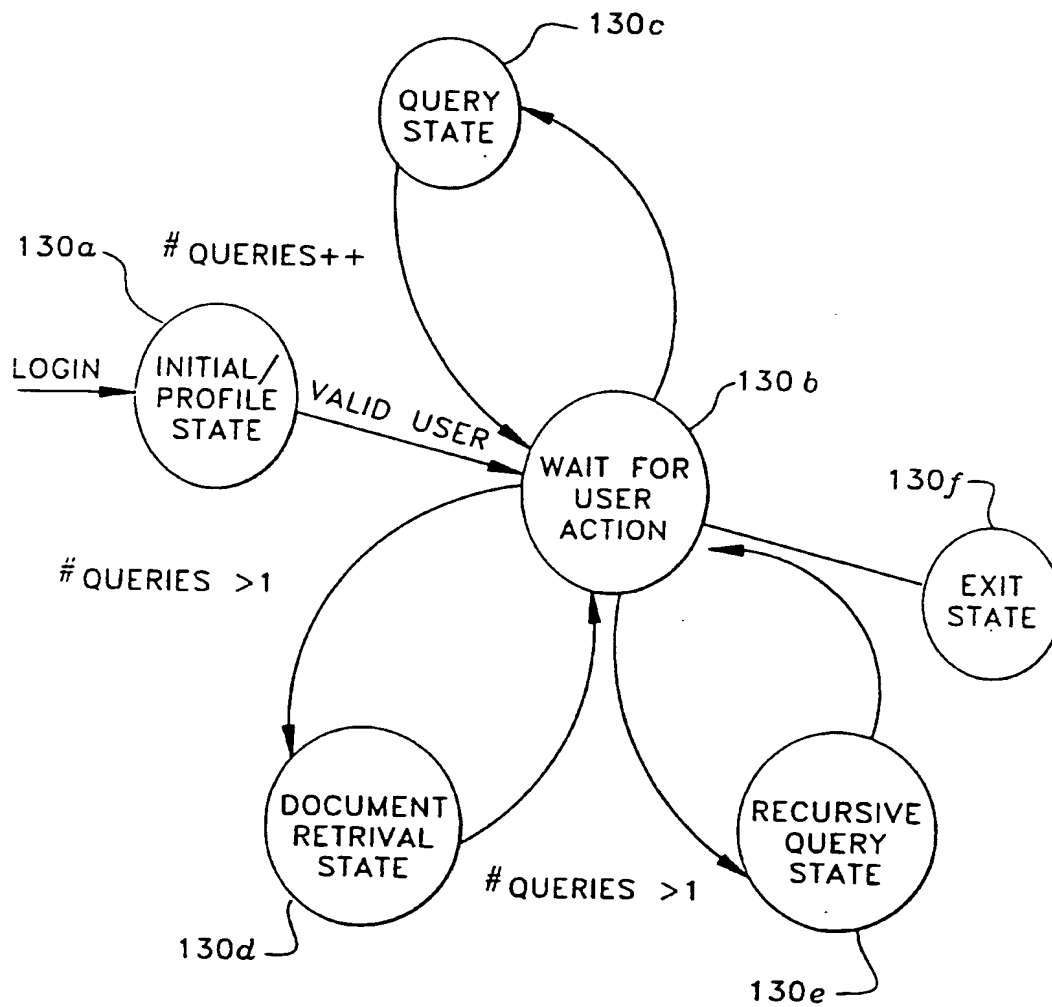 130c
QUERY
STATE
130a
# QUERIES++
LOGIN
INITIAL/
PROFILE
STATE
VALID USER
130b
WAIT FOR
USER
ACTION
130f
EXIT
STATE
# QUERIES >1
DOCUMENT
RETRIVAL
STATE
# QUERIES >1
RECURSIVE
QUERY
STATE
130d
130e